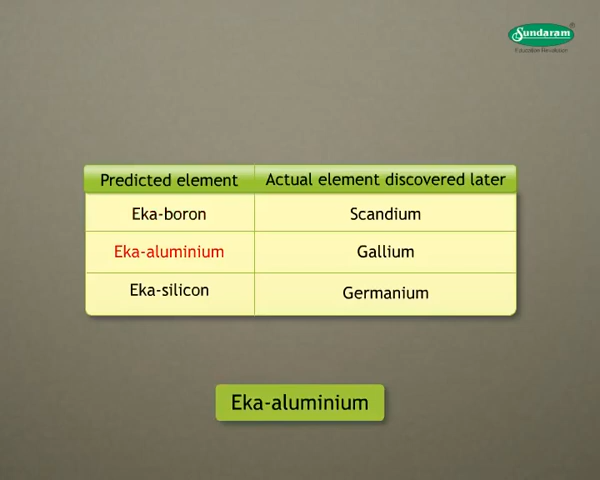 Sundaram
Predicted element Actual element discovered later
Eka-boron Scandium
Eka-aluminium Gallium
Eka-silicon Germanium
Eka-aluminium